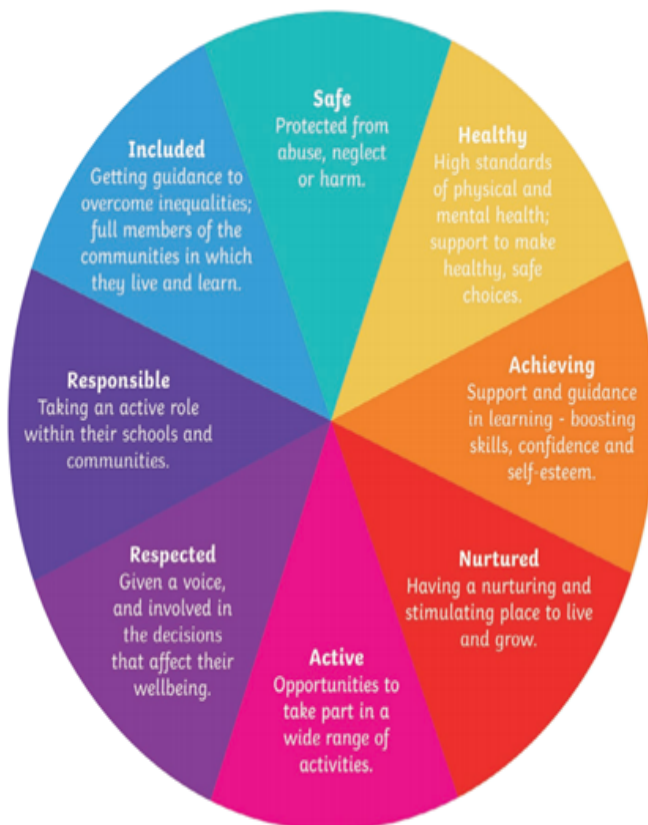 Safe
Protected from
abuse, neglect
or harm.
Healthy
High standards
of physical and
mental health;
support to make
healthy, safe
choices.
Achieving
Support and guidance
in learning - boosting
skills, confidence and
self-esteem.
Nurtured
Having a nurturing and
stimulating place to live
and grow.
Active
Opportunities to
take part in a
wide range of
activities.
Respected
Given a voice,
and involved in
the decisions
that affect their
wellbeing.
Responsible
Taking an active role
within their schools and
communities.
Included
Getting guidance to
overcome inequalities;
full members of the
communities in which
they live and learn.